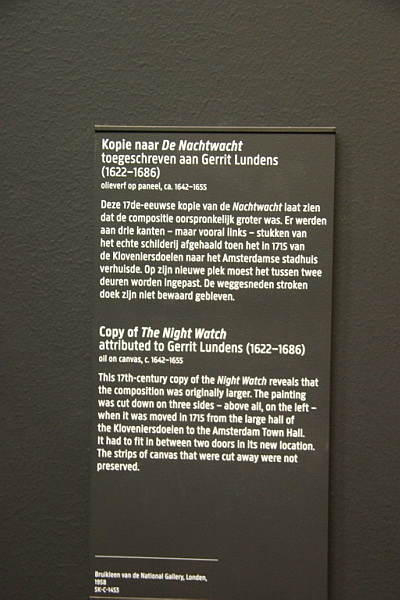 Kopie naar De Nachtwacht
toegeschreven aan Gerrit Lundens
(1622–1686)
olieverf op paneel, ca. 1642–1655
Deze 17de-eeuwse kopie van de Nachtwacht laat zien
dat de compositie oorspronkelijk groter was. Er werden
aan drie kanten – maar vooral links – stukken van
het echte schilderij afgehaald toen het in 1715 van
de Kloveniersdoelen naar het Amsterdamse stadhuis
verhuisde. Op zijn nieuwe plek moest het tussen twee
deuren worden ingepast. De weggesneden stroken
doek zijn niet bewaard gebleven.
Copy of The Night Watch
attributed to Gerrit Lundens (1622–1686)
oil on canvas, c. 1642–1655
This 17th-century copy of the Night Watch reveals that
the composition was originally larger. The painting
was cut down on three sides – above all, on the left –
when it was moved in 1715 from the large hall of
the Kloveniersdoelen to the Amsterdam Town Hall.
It had to fit in between two doors in its new location.
The strips of canvas that were cut away were not
preserved.
Bruikleen van de National Gallery, Londen,
1958
SK-C-1453